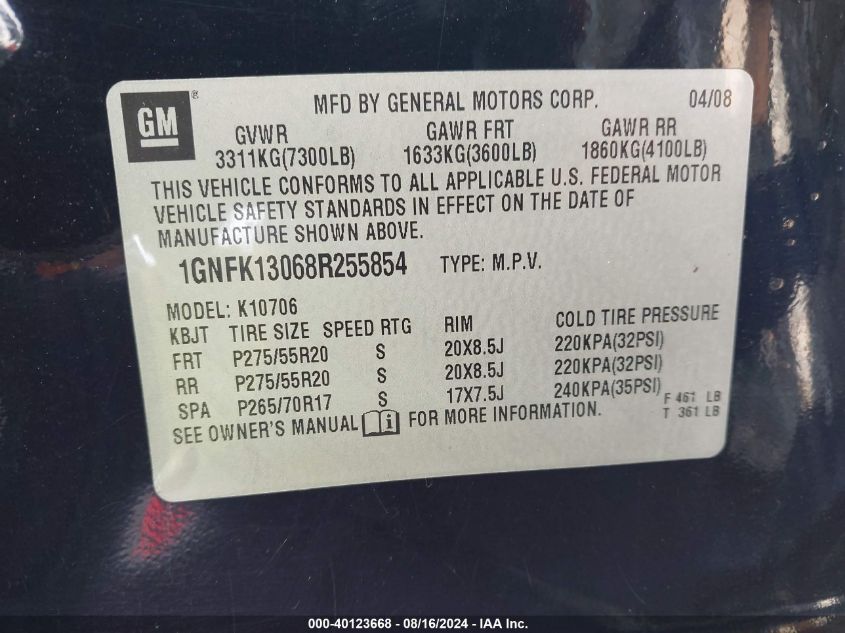 GM ®
MFD BY GENERAL MOTORS CORP. 04/08
GVWR GAWR FRT GAWR RR
3311KG(7300LB) 1633KG(3600LB) 1860KG(4100LB)
THIS VEHICLE CONFORMS TO ALL APPLICABLE U.S. FEDERAL MOTOR
VEHICLE SAFETY STANDARDS IN EFFECT ON THE DATE OF
MANUFACTURE SHOWN ABOVE.
1GNFK13068R255854 TYPE: M.P.V.
MODEL: K10706
KBJT TIRE SIZE SPEED RTG RIM COLD TIRE PRESSURE
FRT P275/55R20 S 20X8.5J 220KPA(32PSI)
RR P275/55R20 S 20X8.5J 220KPA(32PSI)
SPA P265/70R17 S 17X7.5J 240KPA(35PSI) F 461 LB
SEE OWNER'S MANUAL i FOR MORE INFORMATION. T 361 LB
000-40123668 - 08/16/2024 - IAA Inc.